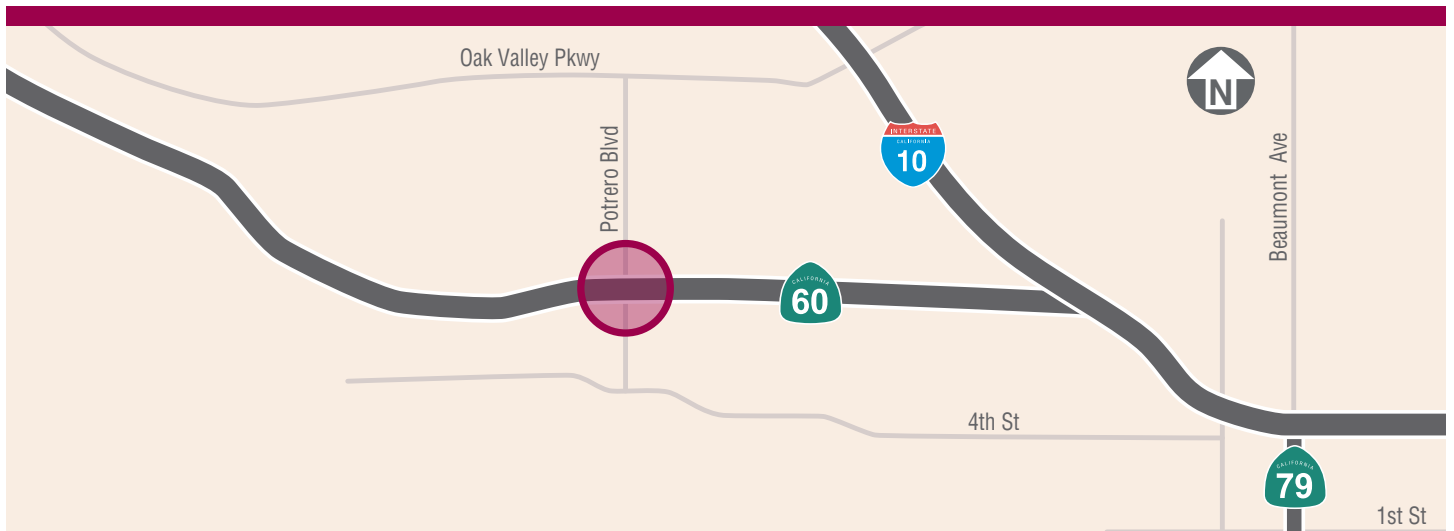 Oak Valley Pkwy
N
INTERSTATE
CALIFORNIA
10
Potrero Blvd
Beaumont Ave
CALIFORNIA
60
4th St
CALIFORNIA
79
1st St